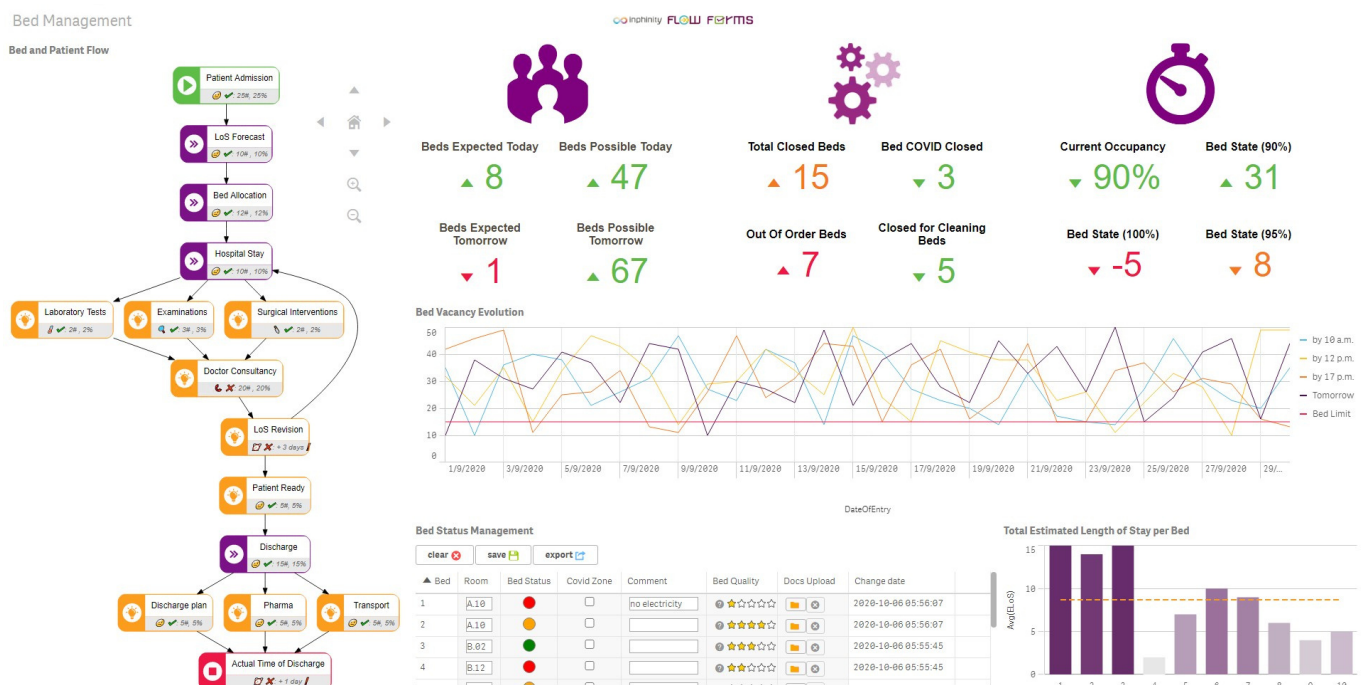 Bed Management
inphinity FLOW FORMS
Bed and Patient Flow
Patient Admission
: 25#, 25%
LoS Forecast
: 10#, 10%
Bed Allocation
: 12#, 12%
Hospital Stay
: 10#, 10%
Laboratory Tests
: 2#, 2%
Examinations
: 3#, 3%
Surgical Interventions
: 2#, 2%
Doctor Consultancy
20#, 20%
LoS Revision
+ 3 days
Patient Ready
: 5#, 5%
Discharge
: 15#, 15%
Discharge plan
: 5#, 5%
Pharma
: 5#, 5%
Transport
: 5#, 5%
Actual Time of Discharge
+ 1 day
Beds Expected Today
8
Beds Possible Today
47
Beds Expected
Tomorrow
1
Beds Possible
Tomorrow
67
Total Closed Beds
15
Bed COVID Closed
3
Out Of Order Beds
7
Closed for Cleaning
Beds
5
Current Occupancy
90%
Bed State (90%)
31
Bed State (100%)
-5
Bed State (95%)
8
Bed Vacancy Evolution
50
40
30
20
10
0
1/9/2020 3/9/2020 5/9/2020 7/9/2020 9/9/2020 11/9/2020 13/9/2020 15/9/2020 17/9/2020 19/9/2020 21/9/2020 23/9/2020 25/9/2020 27/9/2020 29/...
DateOfEntry
by 10 a.m.
by 12 p.m.
by 17 p.m.
Tomorrow
Bed Limit
Bed Status Management
clear save export
Bed Room Bed Status Covid Zone Comment Bed Quality Docs Upload Change date
1 A.10 no electricity 2020-10-06 05:56:07
2 A.10 2020-10-06 05:56:07
3 B.02 2020-10-06 05:55:45
4 B.12 2020-10-06 05:55:45
Total Estimated Length of Stay per Bed
Avg(ELoS)
15
10
5
0
1 2 3 4 5 6 7 8 9 10